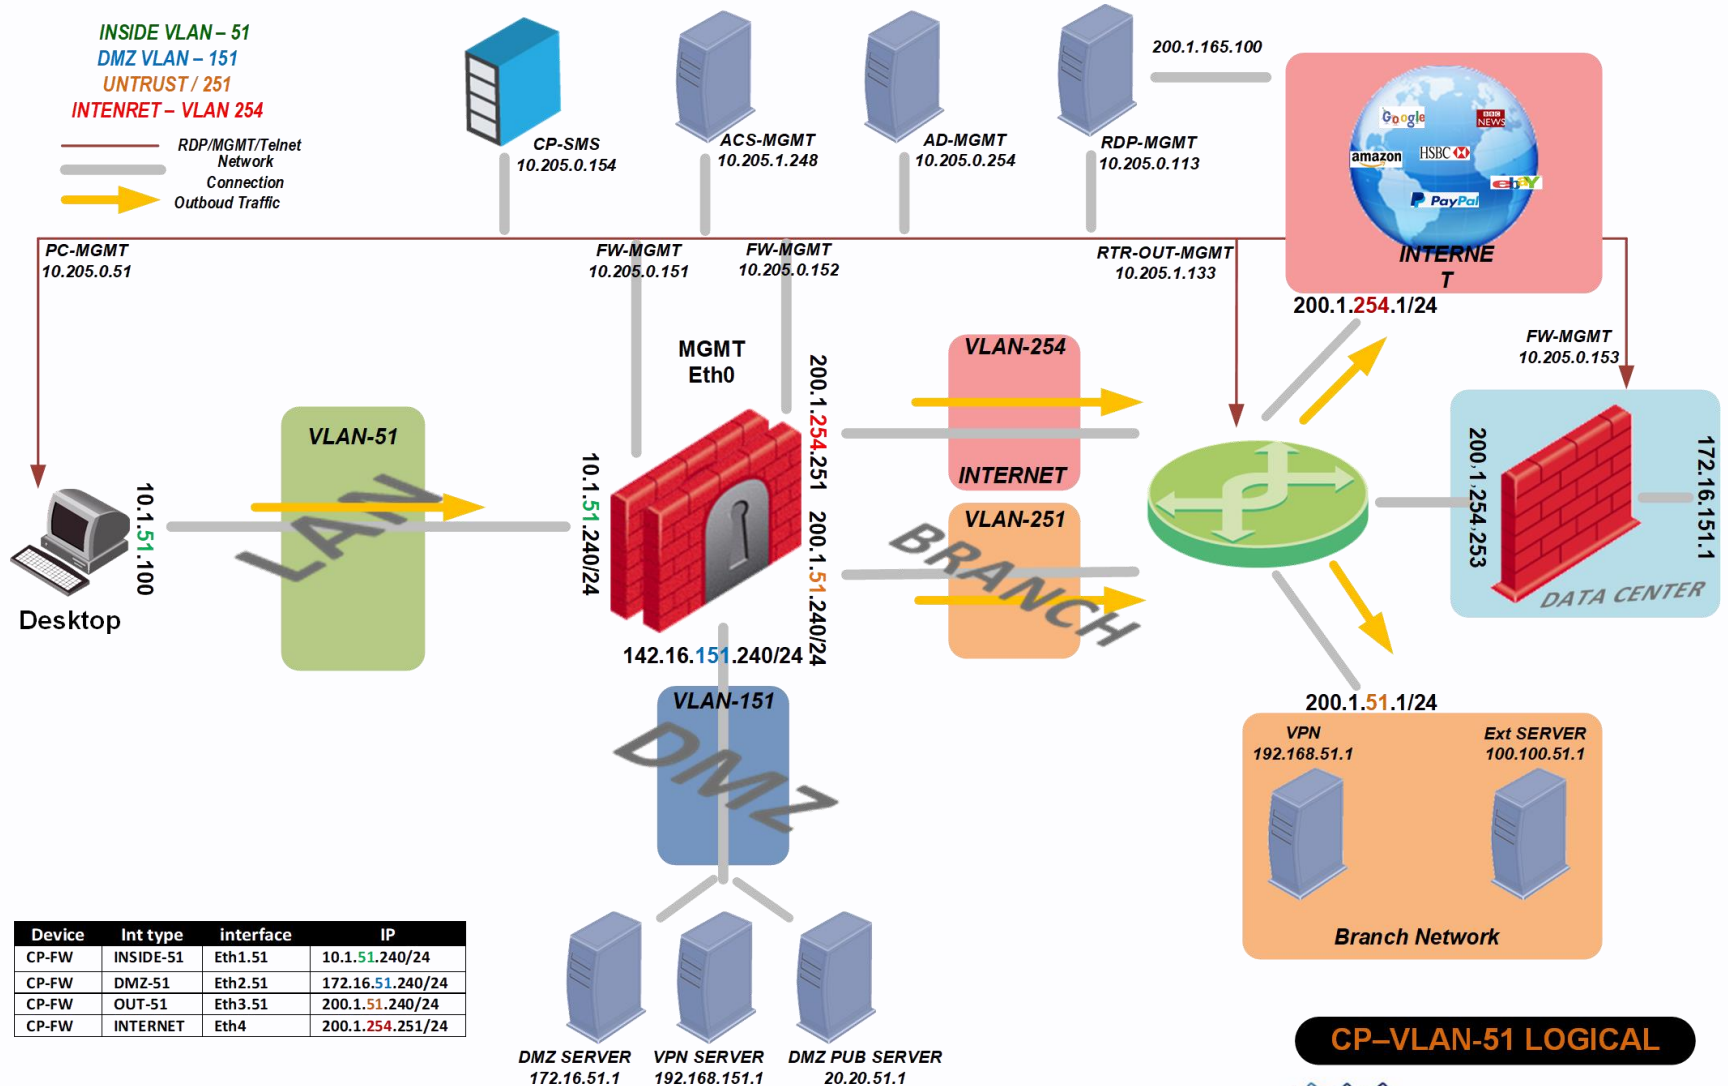 INSIDE VLAN – 51
DMZ VLAN – 151
UNTRUST / 251
INTENRET – VLAN 254
RDP/MGMT/Telnet
Network
Connection
Outboud Traffic
CP-SMS
10.205.0.154
ACS-MGMT
10.205.1.248
AD-MGMT
10.205.0.254
RDP-MGMT
10.205.0.113
200.1.165.100
Google
BBC
NEWS
amazon
HSBC
ebay
PayPal
INTERNE
T
200.1.254.1/24
PC-MGMT
10.205.0.51
FW-MGMT
10.205.0.151
FW-MGMT
10.205.0.152
RTR-OUT-MGMT
10.205.1.133
FW-MGMT
10.205.0.153
MGMT
Eth0
200.1.254.251
200.1.51.240/24
VLAN-254
INTERNET
VLAN-51
LAN
10.1.51.100
10.1.51.240/24
Desktop
VLAN-251
BRANCH
200,1,254,253
172.16.151.1
DATA CENTER
142.16.151.240/24
VLAN-151
DMZ
200.1.51.1/24
VPN
192.168.51.1
Ext SERVER
100.100.51.1
Branch Network
Device Int type interface IP
CP-FW INSIDE-51 Eth1.51 10.1.51.240/24
CP-FW DMZ-51 Eth2.51 172.16.51.240/24
CP-FW OUT-51 Eth3.51 200.1.51.240/24
CP-FW INTERNET Eth4 200.1.254.251/24
DMZ SERVER
172.16.51.1
VPN SERVER
192.168.151.1
DMZ PUB SERVER
20.20.51.1
CP–VLAN-51 LOGICAL